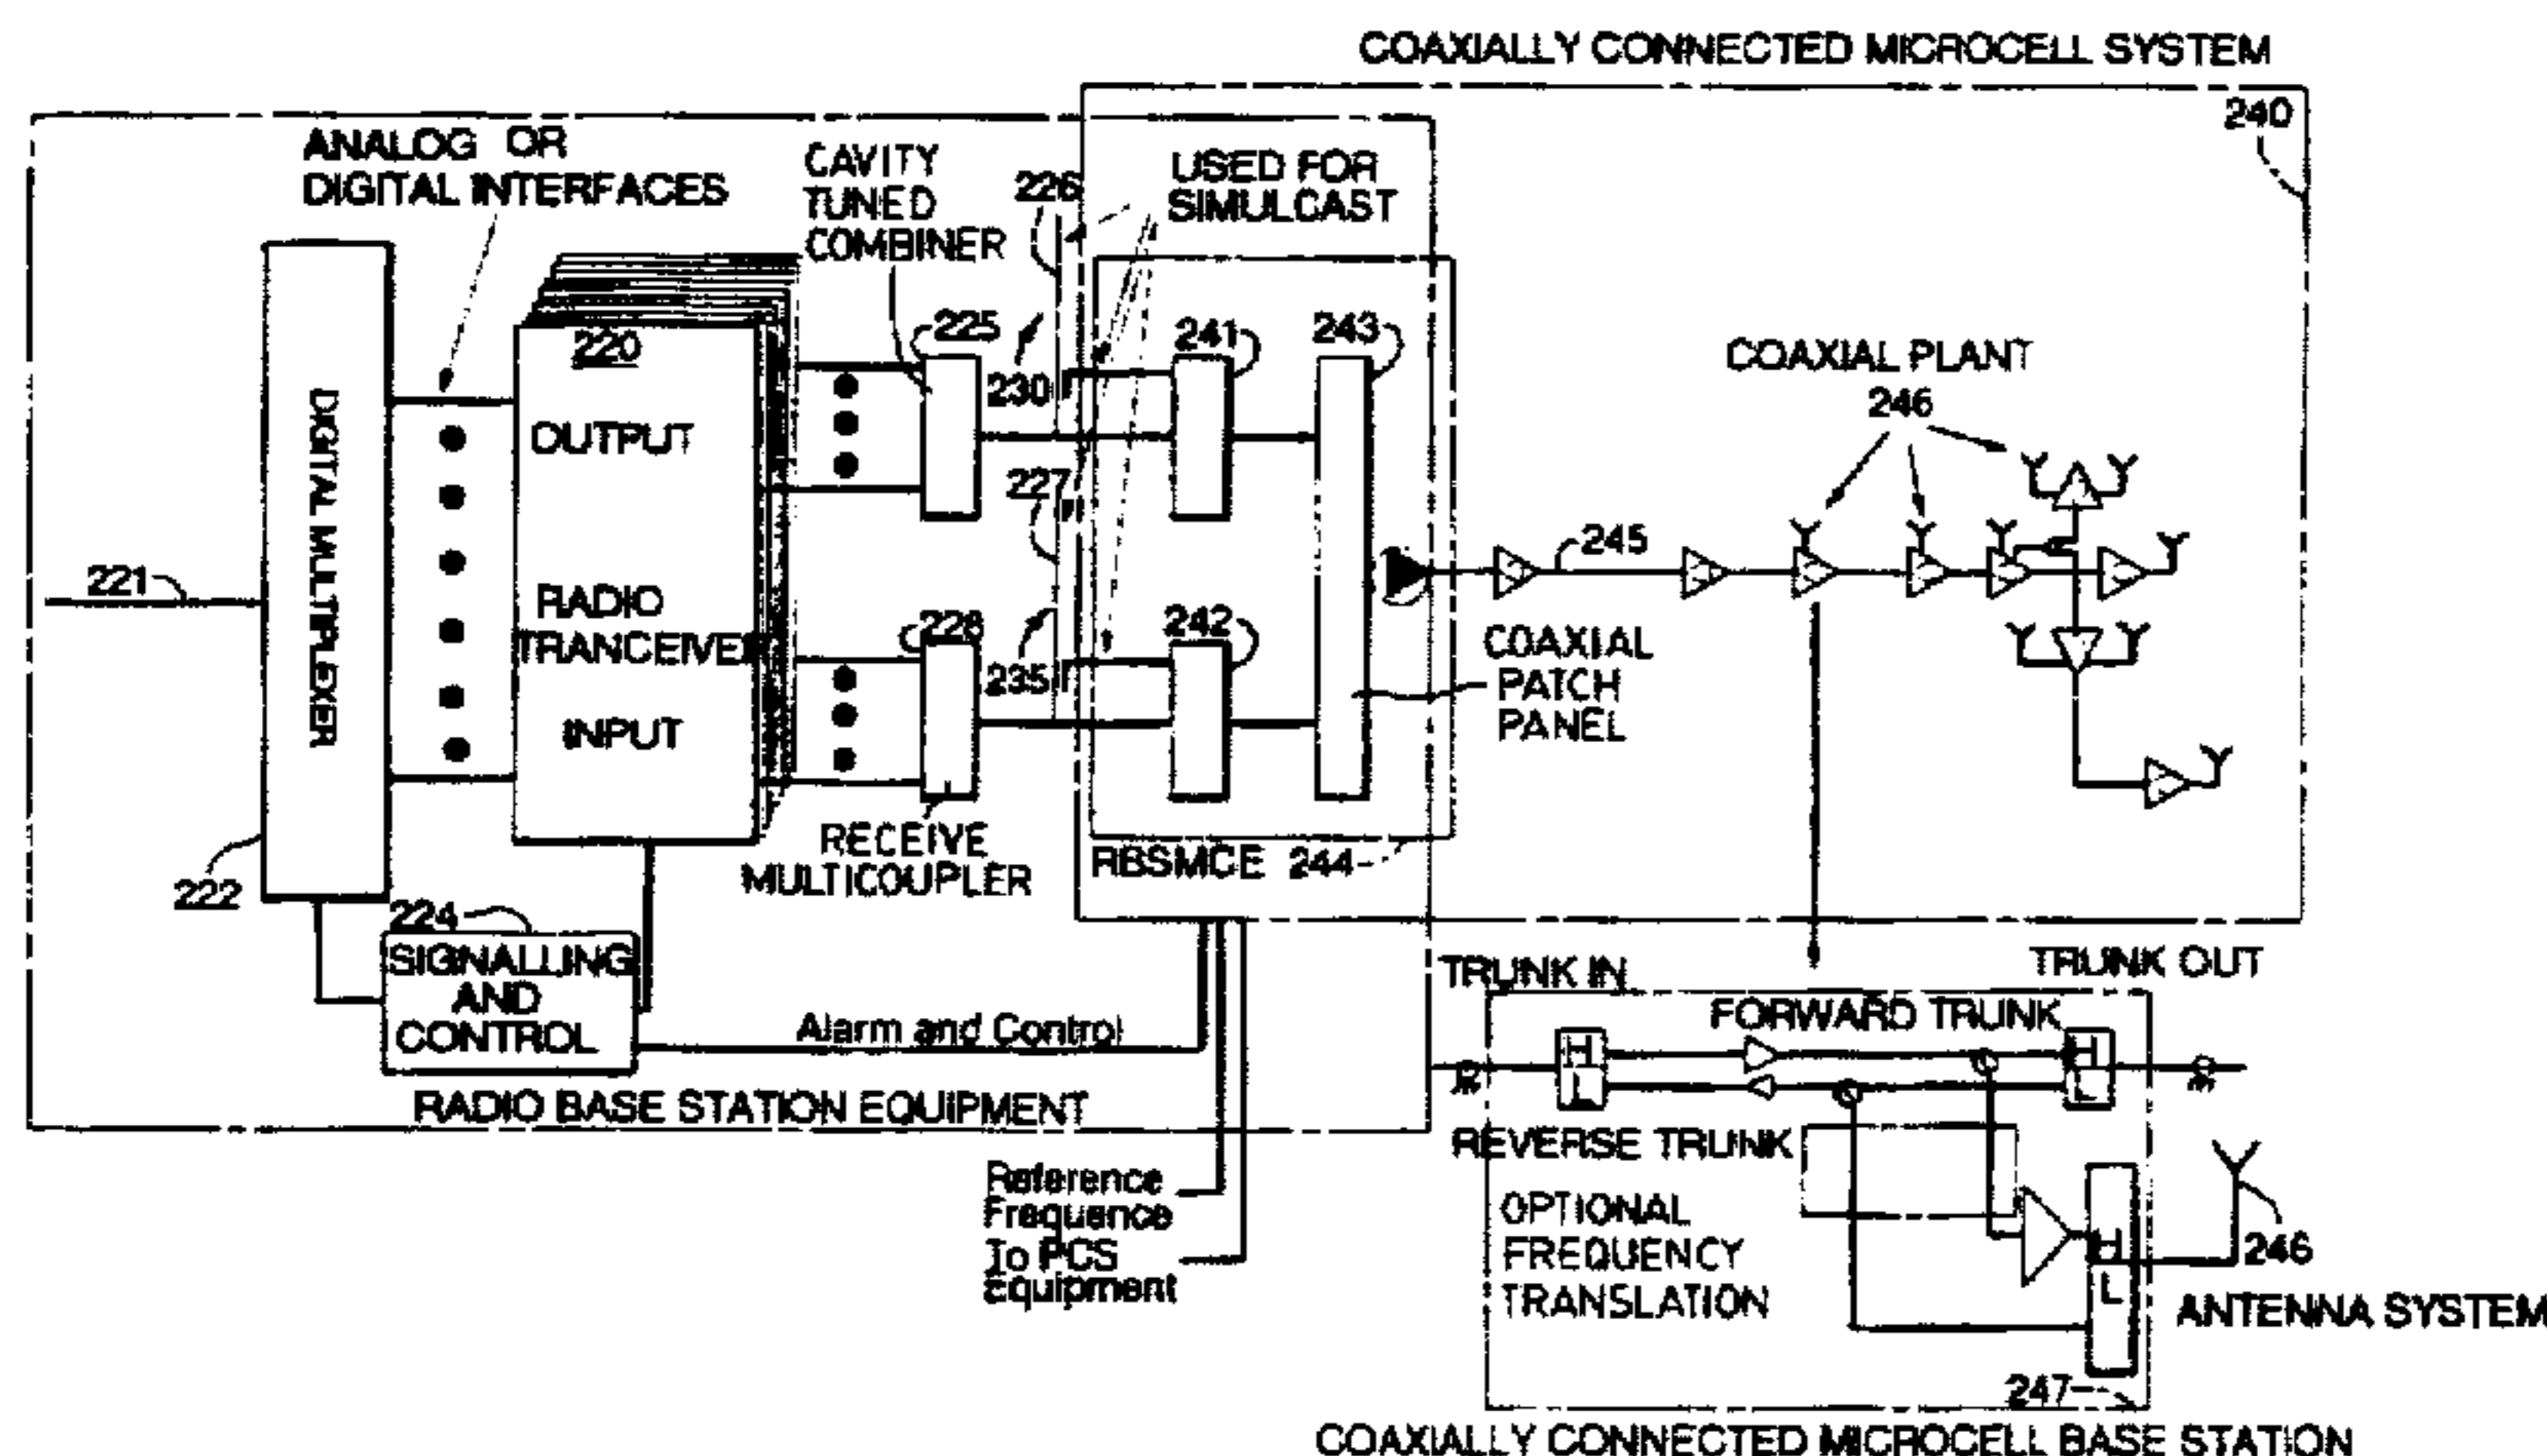 COAXIALLY CONNECTED MICROCELL SYSTEM
240
ANALOG OR
DIGITAL INTERFACES
CAVITY
TUNED
COMBINER
226
USED FOR
SIMULCAST
220
225
230
241
243
COAXIAL PLANT
246
DIGITAL MULTIPLEXER
OUTPUT
227
245
221
RADIO
TRANCEIVER
228
242
235
COAXIAL
PATCH
PANEL
INPUT
RECEIVE
MULTICOUPLER
RBSMCE 244
222
224
SIGNALLING
AND
CONTROL
Alarm and Control
RADIO BASE STATION EQUIPMENT
TRUNK IN
TRUNK OUT
FORWARD TRUNK
H
L
H
L
REVERSE TRUNK
Reference
Frequence
To PCS
Equipment
OPTIONAL
FREQUENCY
TRANSLATION
H
L
246
ANTENNA SYSTEM
247
COAXIALLY CONNECTED MICROCELL BASE STATION